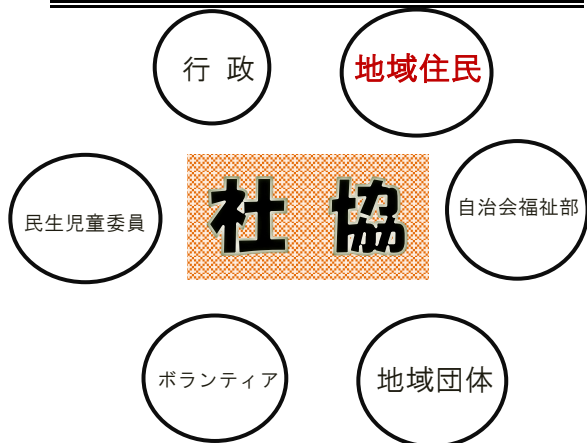 行 政
地域住民
民生児童委員
社 協
自治会福祉部
ボランティア
地域団体